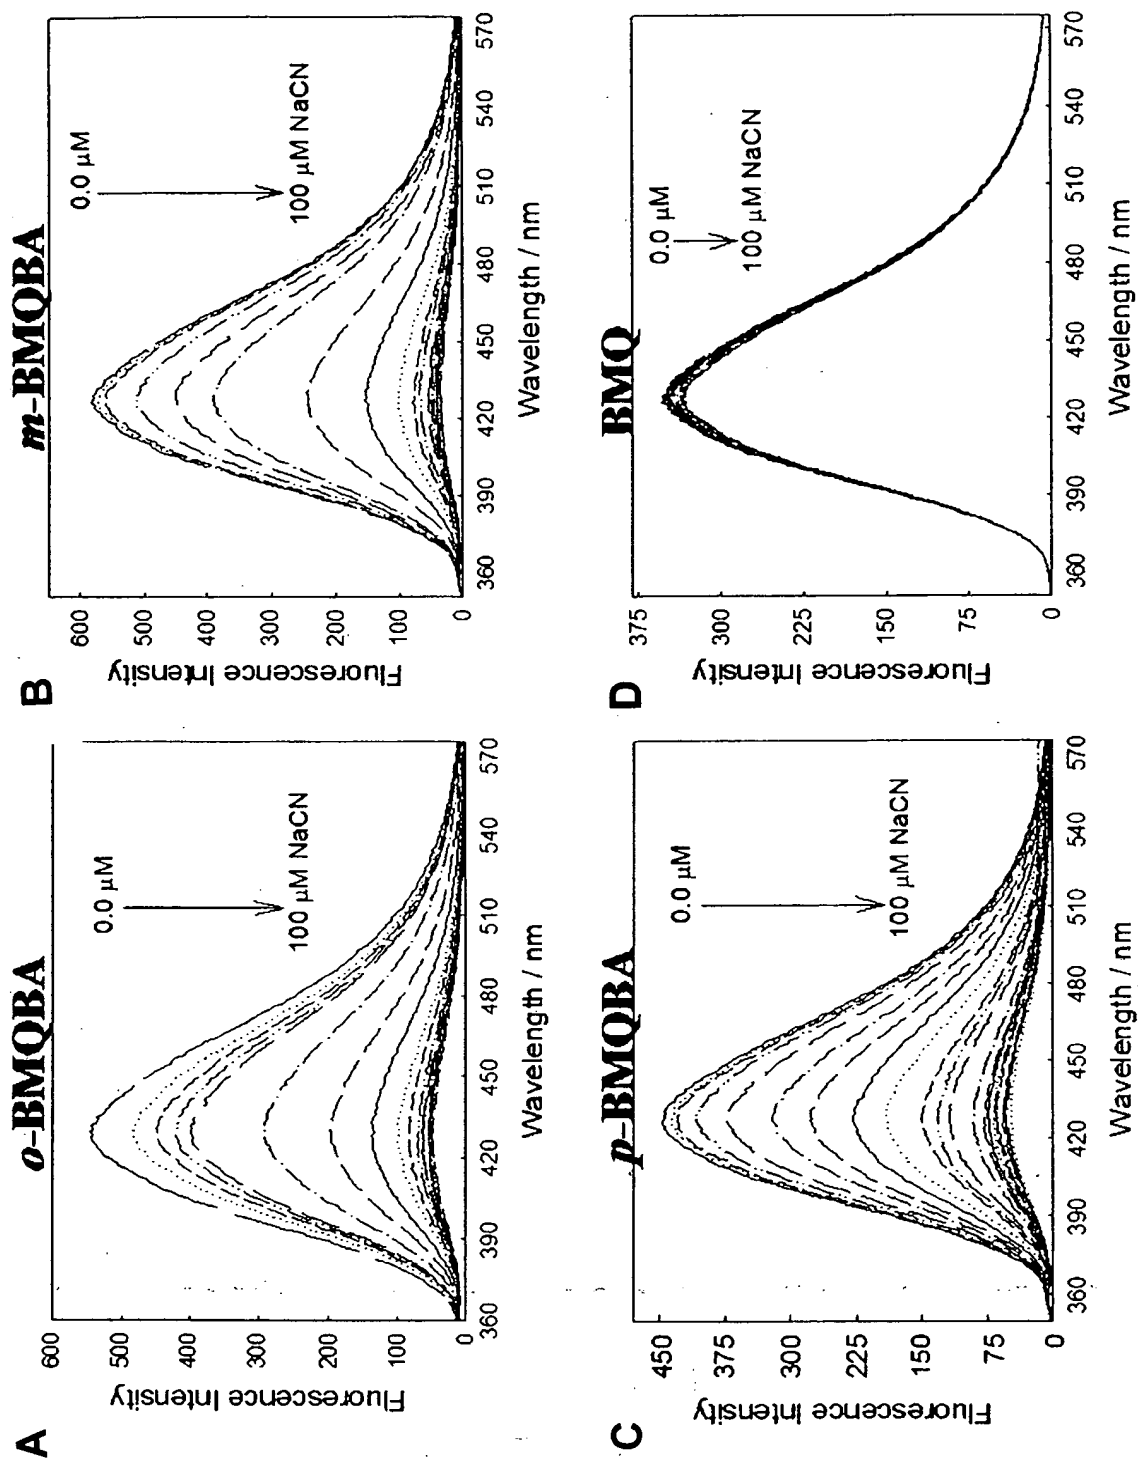 A
o-BMQBA
Fluorescence Intensity
600
500
400
300
200
100
0
0.0 µM
100 µM NaCN
360
390
420
450
480
510
540
570
Wavelength / nm
B
m-BMQBA
Fluorescence Intensity
600
500
400
300
200
100
0
0.0 µM
100 µM NaCN
360
390
420
450
480
510
540
570
Wavelength / nm
C
p-BMQBA
Fluorescence Intensity
450
375
300
225
150
75
0
0.0 µM
100 µM NaCN
360
390
420
450
480
510
540
570
Wavelength / nm
D
BMQ
Fluorescence Intensity
375
300
225
150
75
0
0.0 µM
100 µM NaCN
360
390
420
450
480
510
540
570
Wavelength / nm